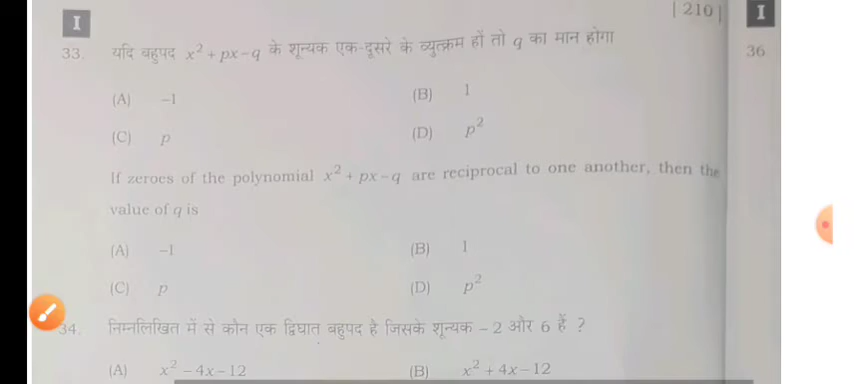 | 210 |
I
I
33. यदि बहुपद x² + px – q के शून्यक एक-दूसरे के व्युत्क्रम हों तो q का मान होगा
36
(A) –1 (B) 1
(C) p (D) p²
If zeroes of the polynomial x² + px – q are reciprocal to one another, then the
value of q is
(A) –1 (B) 1
(C) p (D) p²
34. निम्नलिखित में से कौन एक द्विघात बहुपद है जिसके शून्यक – 2 और 6 हैं ?
(A) x² – 4x – 12 (B) x² + 4x – 12